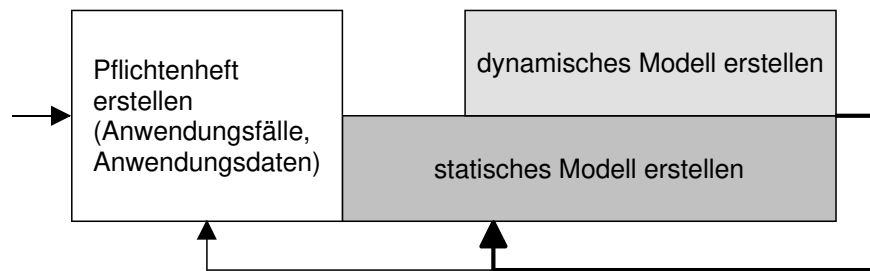 Pflichtenheft
erstellen
(Anwendungsfälle,
Anwendungsdaten)
dynamisches Modell erstellen
statisches Modell erstellen